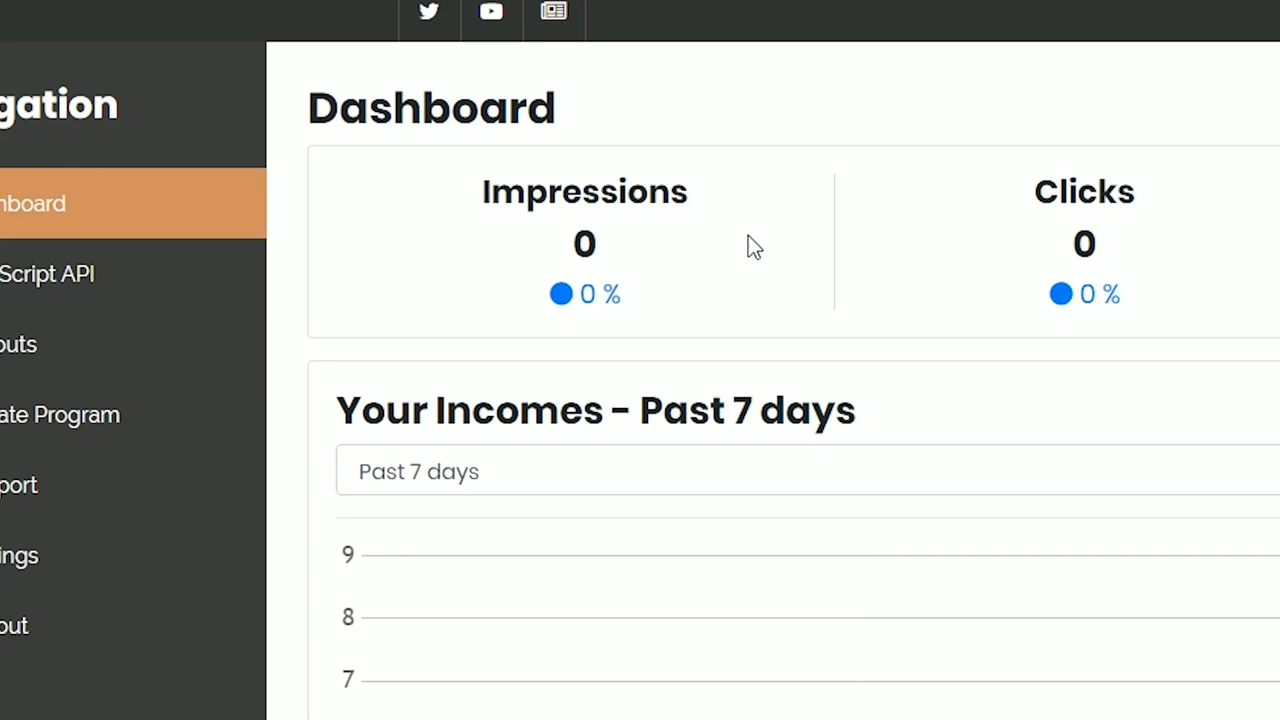 gation
Dashboard
Impressions
Clicks
0
0
0 %
0 %
hboard
Script API
outs
ate Program
port
ings
out
Your Incomes - Past 7 days
Past 7 days
9
8
7